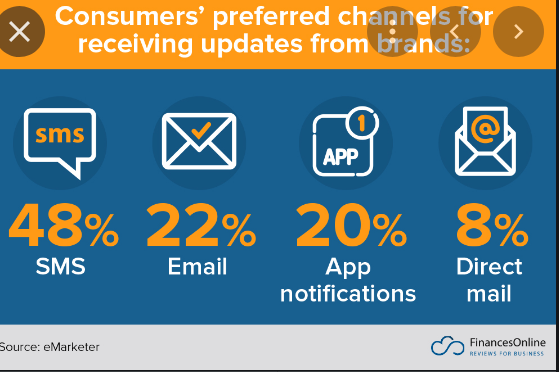 Consumers' preferred channels for
receiving updates from brands:
sms
1
APP
@
48%
22%
20%
8%
SMS
Email
App
notifications
Direct
mail
Source: eMarketer
FinancesOnline
REVIEWS FOR BUSINESS